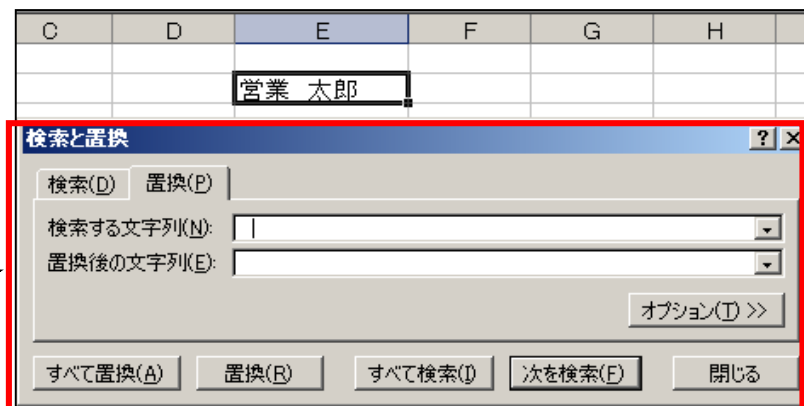 C D E F G H
営業 太郎
検索と置換
検索(D) 置換(P)
検索する文字列(N):
置換後の文字列(E):
オプション(T) >>
すべて置換(A) 置換(R) すべて検索(I) 次を検索(F) 閉じる